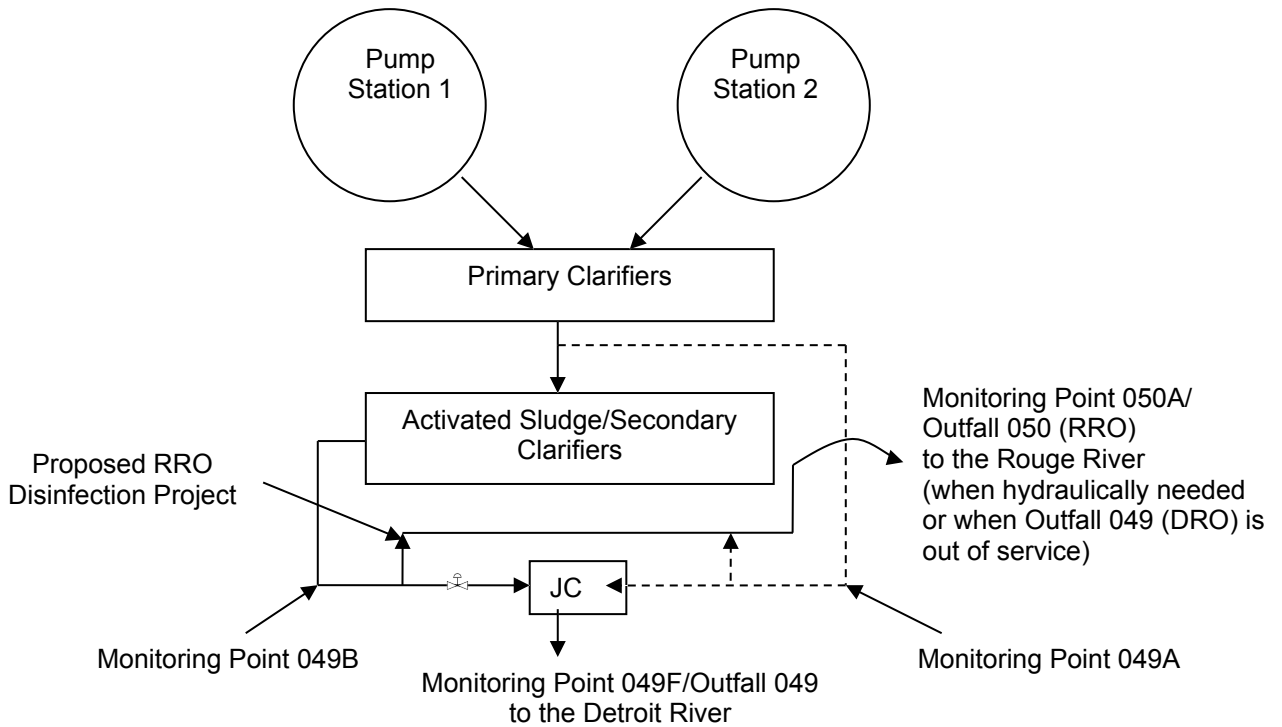 Pump
Station 1
Pump
Station 2
Primary Clarifiers
Activated Sludge/Secondary
Clarifiers
Monitoring Point 050A/
Outfall 050 (RRO)
to the Rouge River
(when hydraulically needed
or when Outfall 049 (DRO) is
out of service)
Proposed RRO
Disinfection Project
JC
Monitoring Point 049B
Monitoring Point 049A
Monitoring Point 049F/Outfall 049
to the Detroit River